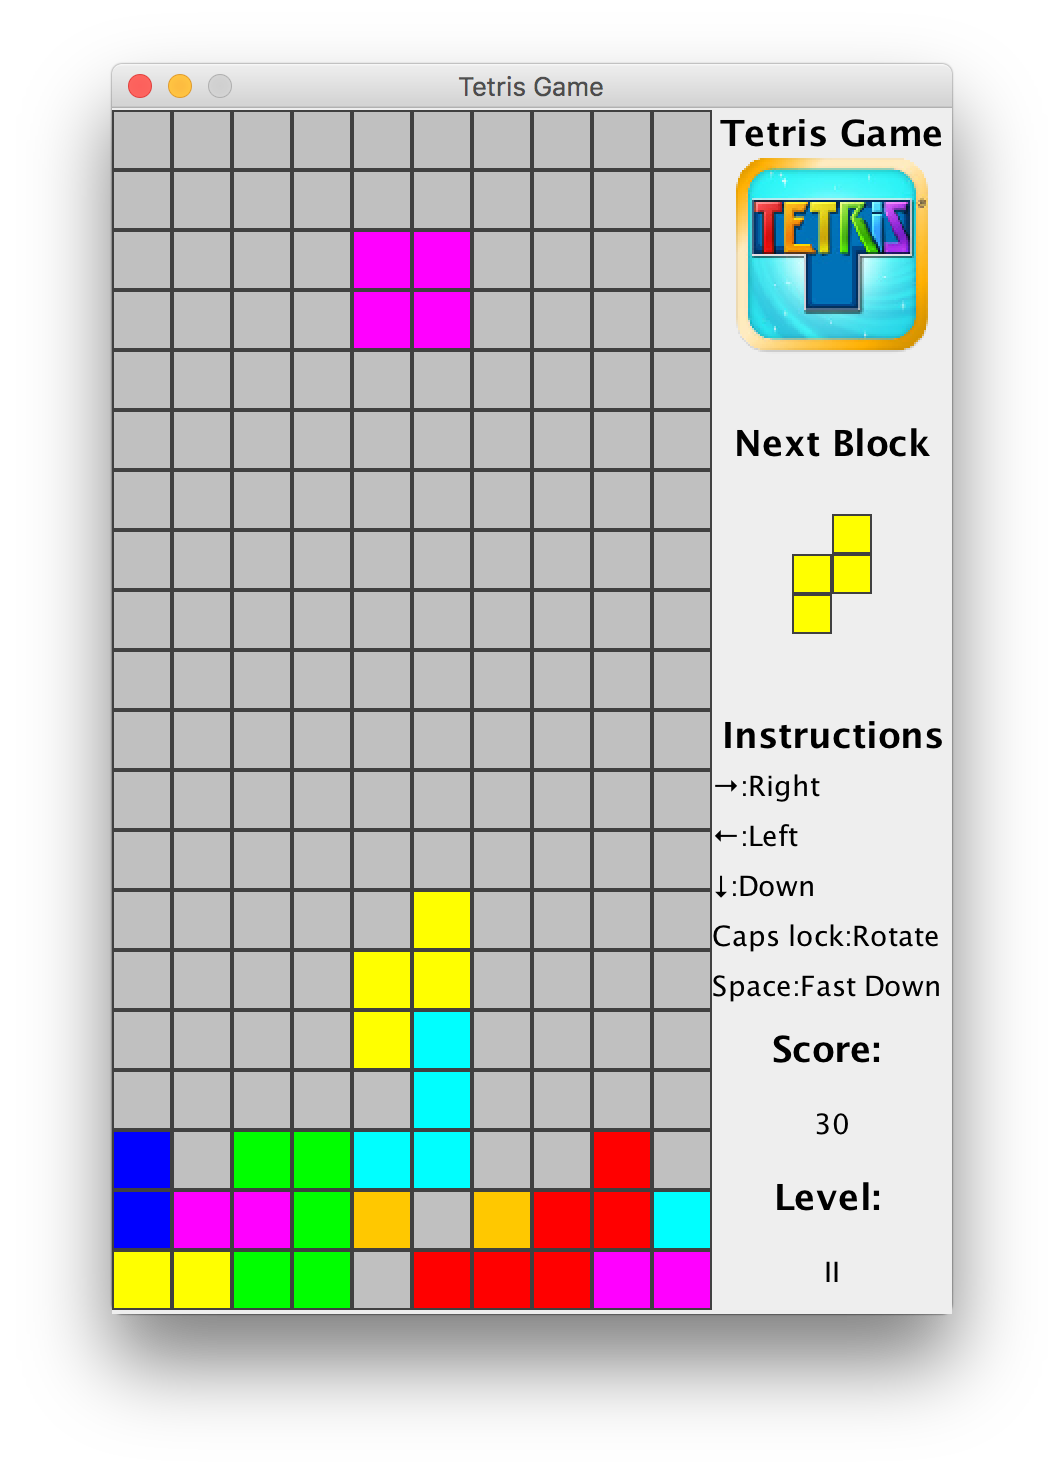 Tetris Game
Tetris Game
TETRiS
®
Next Block
Instructions
→:Right
←:Left
↓:Down
Caps lock:Rotate
Space:Fast Down
Score:
30
Level:
II